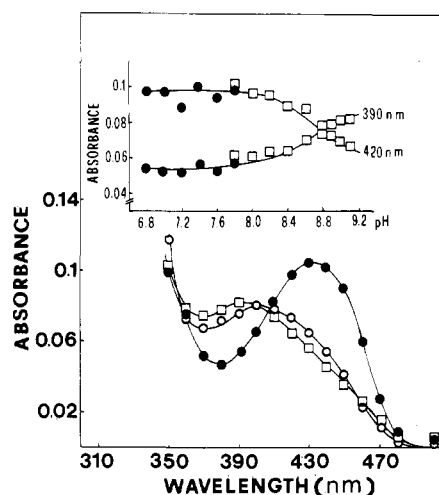 0.1
0.08
0.06
0.04
ABSORBANCE
390 nm
420 nm
6.8 7.2 7.6 8.0 8.4 8.8 9.2
pH
0.14
0.1
0.06
0.02
ABSORBANCE
310 350 390 430 470
WAVELENGTH (nm)